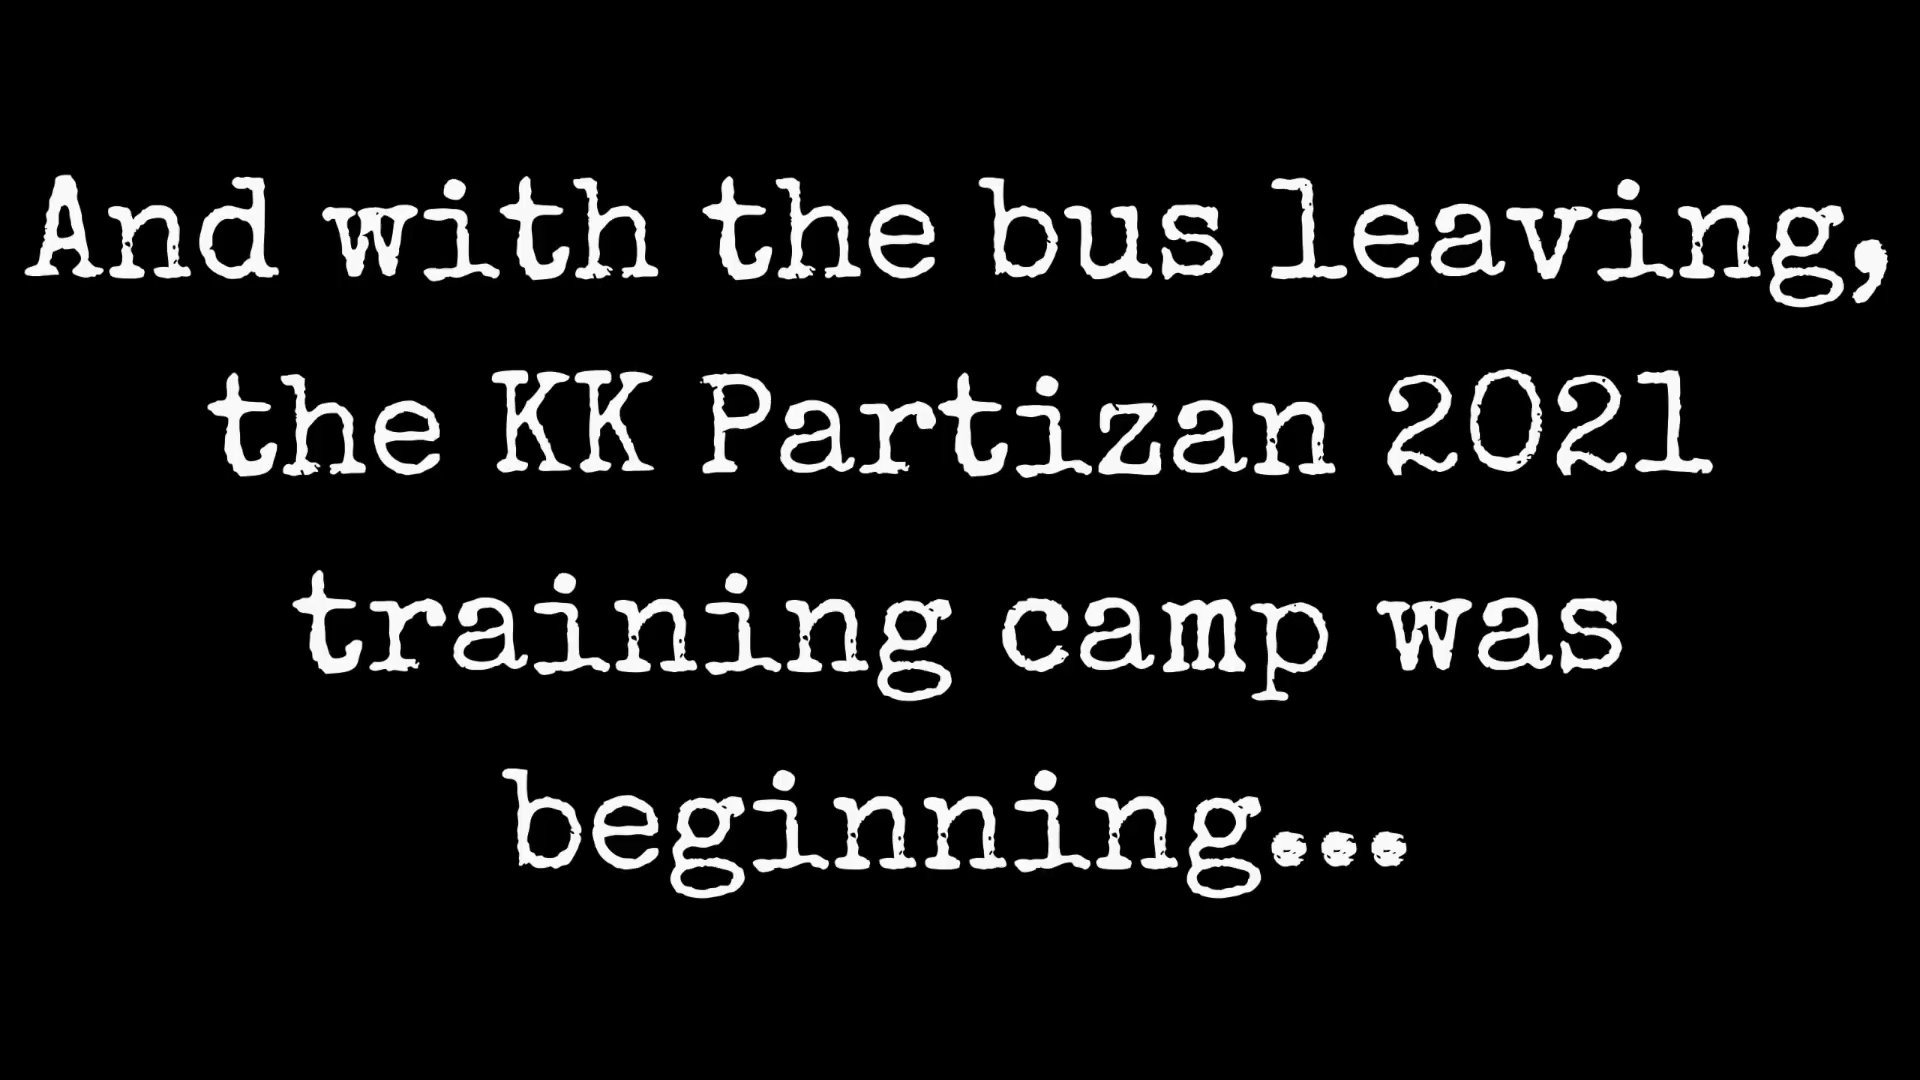 And with the bus leaving,
the KK Partizan 2021
training camp was
beginning...